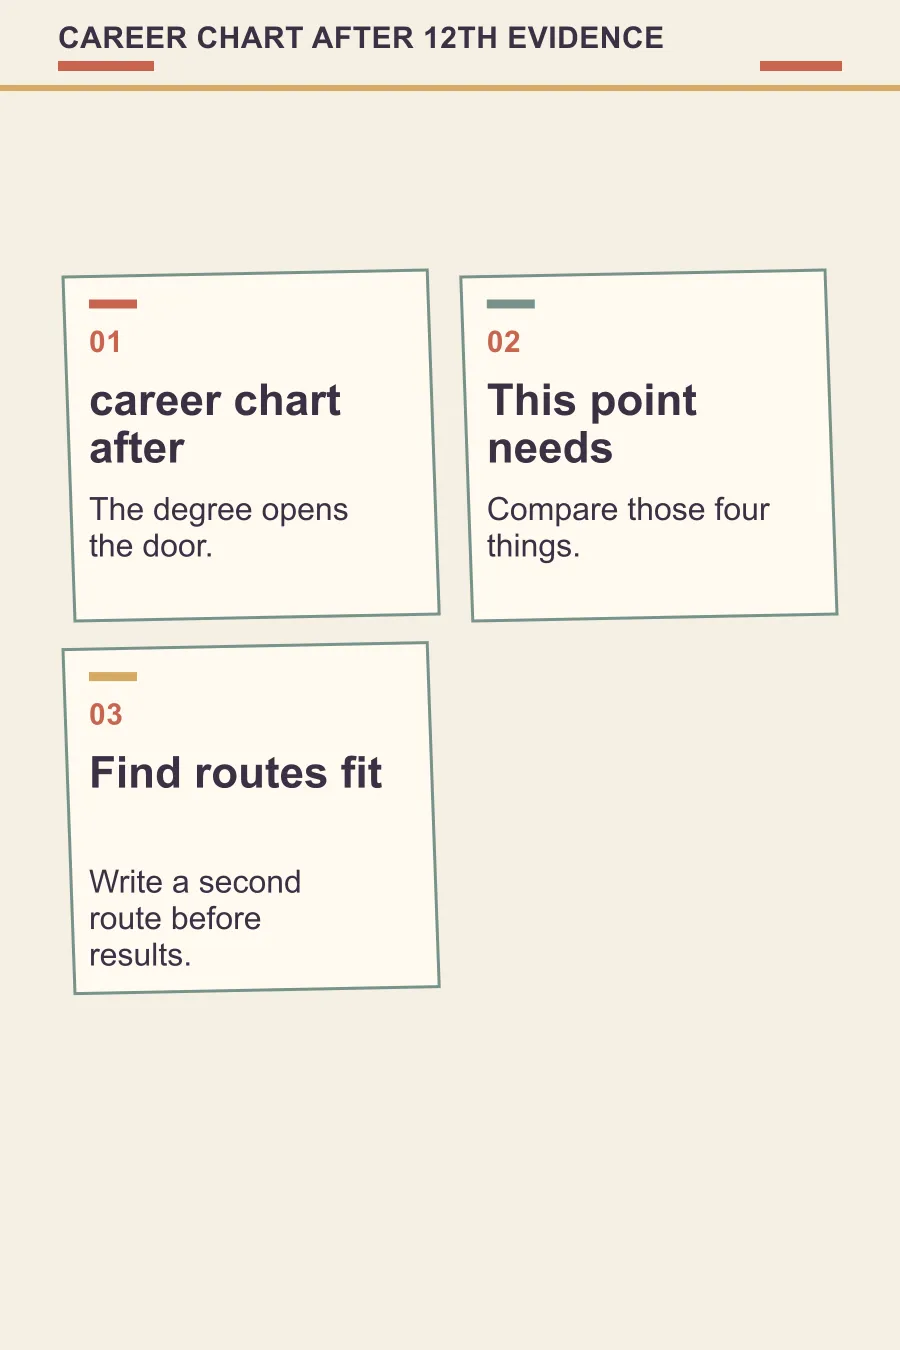 CAREER CHART AFTER 12TH EVIDENCE
01
career chart
after
The degree opens
the door.
02
This point
needs
Compare those four
things.
03
Find routes fit
Write a second
route before
results.